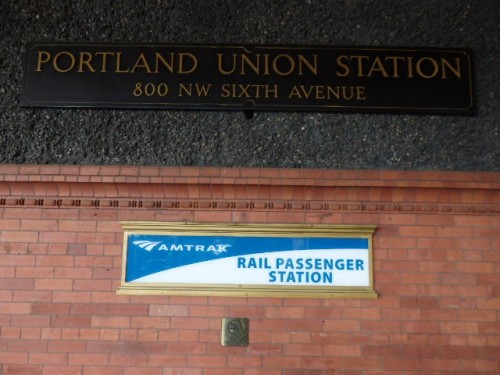 PORTLAND UNION STATION
800 NW SIXTH AVENUE
AMTRAK
RAIL PASSENGER
STATION